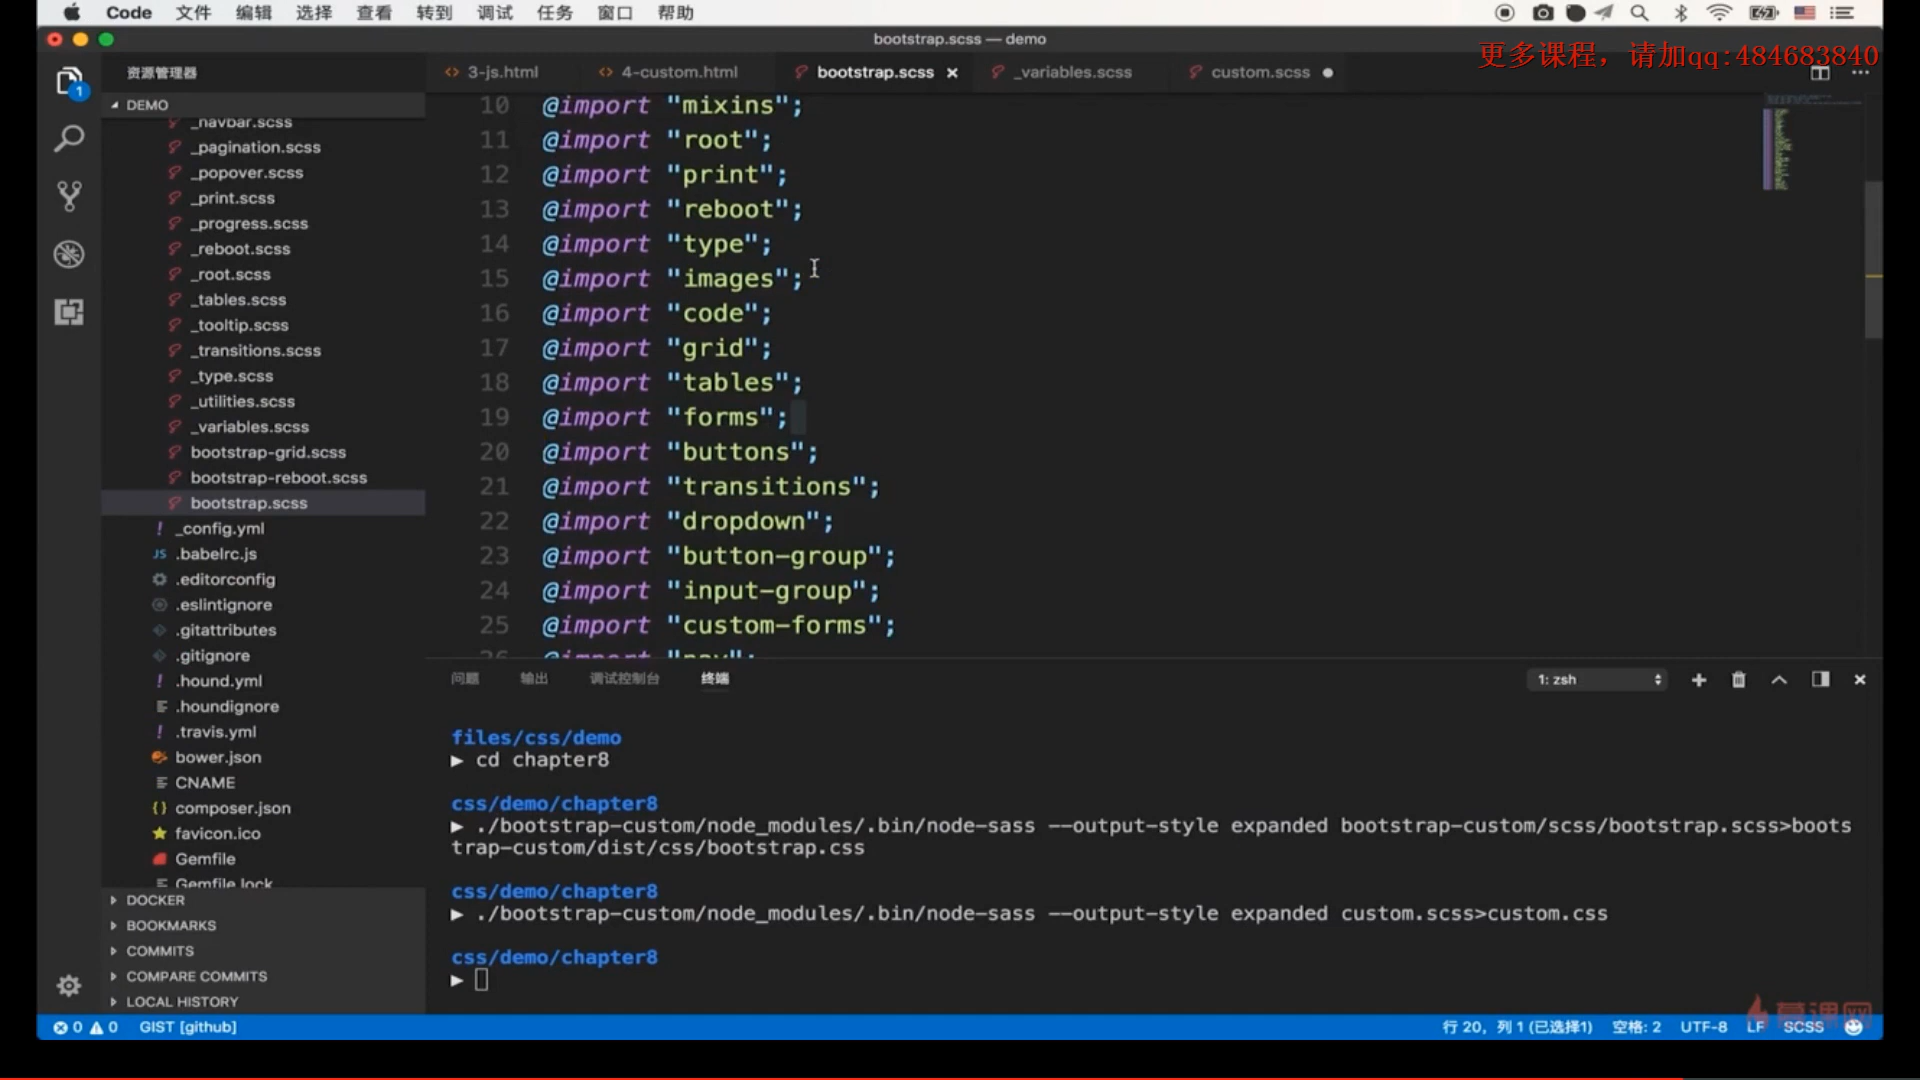 Code 文件 编辑 选择 查看 转到 调试 任务 窗口 帮助
bootstrap.scss — demo
更多课程，请加qq:484683840
资源管理器
3-js.html 4-custom.html bootstrap.scss _variables.scss custom.scss
DEMO
_navbar.scss
_pagination.scss
_popover.scss
_print.scss
_progress.scss
_reboot.scss
_root.scss
_tables.scss
_tooltip.scss
_transitions.scss
_type.scss
_utilities.scss
_variables.scss
bootstrap-grid.scss
bootstrap-reboot.scss
bootstrap.scss
_config.yml
.babelrc.js
.editorconfig
.eslintignore
.gitattributes
.gitignore
.hound.yml
.houndignore
.travis.yml
bower.json
CNAME
composer.json
favicon.ico
Gemfile
Gemfile.lock
DOCKER
BOOKMARKS
COMMITS
COMPARE COMMITS
LOCAL HISTORY
10 @import "mixins";
11 @import "root";
12 @import "print";
13 @import "reboot";
14 @import "type";
15 @import "images";
16 @import "code";
17 @import "grid";
18 @import "tables";
19 @import "forms";
20 @import "buttons";
21 @import "transitions";
22 @import "dropdown";
23 @import "button-group";
24 @import "input-group";
25 @import "custom-forms";
26 @import "nav";
问题 输出 调试控制台 终端 1: zsh
files/css/demo
▶ cd chapter8
css/demo/chapter8
▶ ./bootstrap-custom/node_modules/.bin/node-sass --output-style expanded bootstrap-custom/scss/bootstrap.scss>boots
trap-custom/dist/css/bootstrap.css
css/demo/chapter8
▶ ./bootstrap-custom/node_modules/.bin/node-sass --output-style expanded custom.scss>custom.css
css/demo/chapter8
▶
慕课网
0 0 GIST [github] 行 20，列 1 (已选择1) 空格: 2 UTF-8 LF SCSS